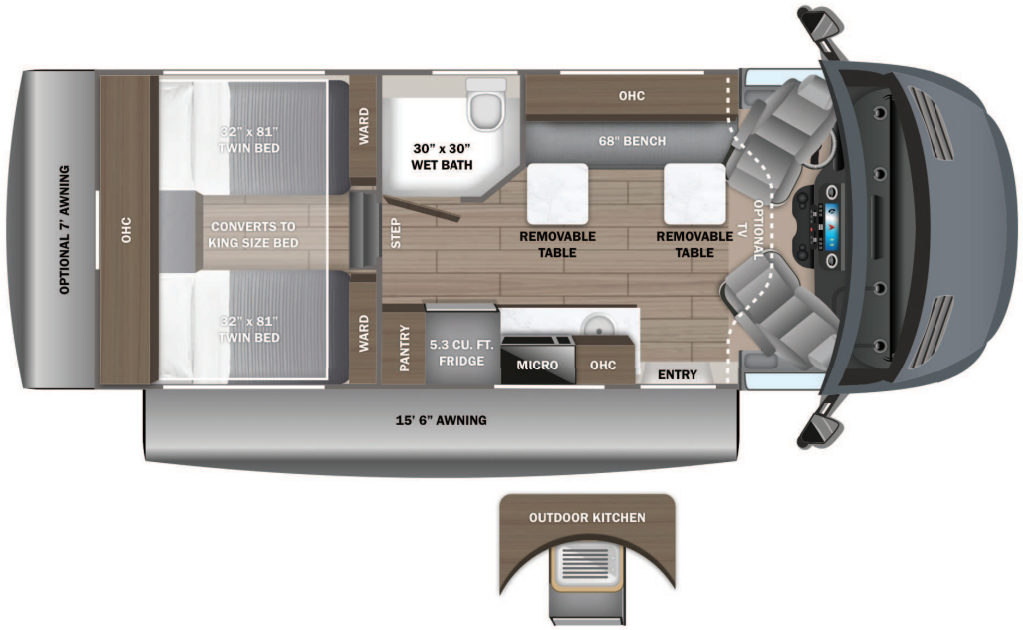 OPTIONAL 7' AWNING
OHC
32" x 81"
TWIN BED
WARD
CONVERTS TO
KING SIZE BED
32" x 81"
TWIN BED
WARD
STEP
30" x 30"
WET BATH
OHC
68" BENCH
REMOVABLE
TABLE
REMOVABLE
TABLE
OPTIONAL
TV
PANTRY
5.3 CU. FT.
FRIDGE
MICRO
OHC
ENTRY
15' 6" AWNING
OUTDOOR KITCHEN